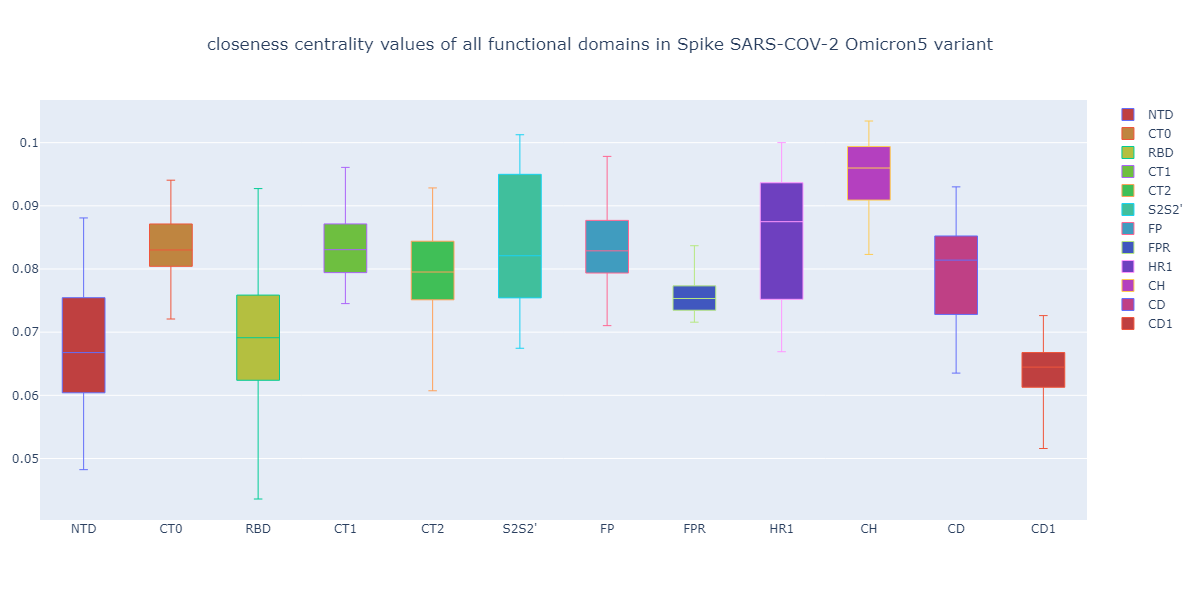 closeness centrality values of all functional domains in Spike SARS-COV-2 Omicron5 variant
0.1
0.09
0.08
0.07
0.06
0.05
NTD CT0 RBD CT1 CT2 S2S2' FP FPR HR1 CH CD CD1
NTD
CT0
RBD
CT1
CT2
S2S2'
FP
FPR
HR1
CH
CD
CD1